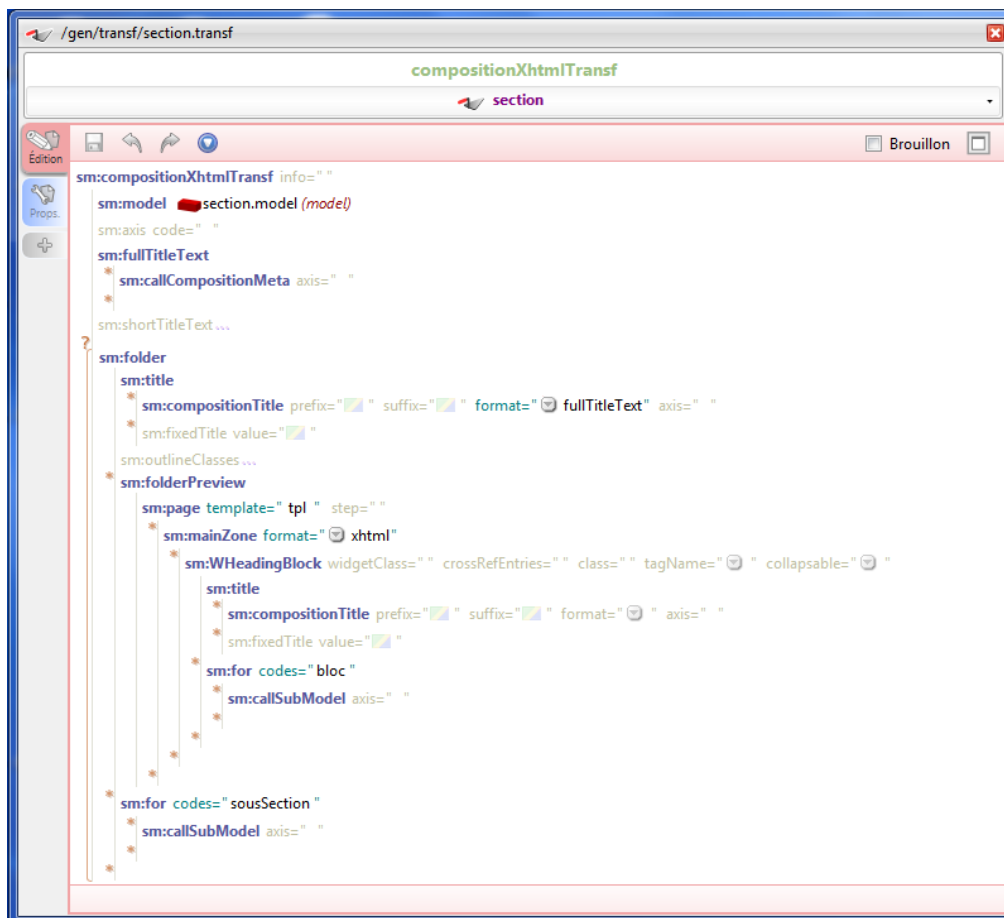 /gen/transf/section.transf
compositionXhtmlTransf
section
Édition
Brouillon
Props.
sm:compositionXhtmlTransf info=" "
sm:model section.model (model)
sm:axis code=" "
sm:fullTitleText
* sm:callCompositionMeta axis=" "
*
sm:shortTitleText...
?
sm:folder
sm:title
* sm:compositionTitle prefix=" " suffix=" " format=" fullTitleText" axis=" "
* sm:fixedTitle value=" "
sm:outlineClasses...
* sm:folderPreview
sm:page template=" tpl " step=" "
* sm:mainZone format=" xhtml"
* sm:WHeadingBlock widgetClass=" " crossRefEntries=" " class=" " tagName=" " collapsable=" "
sm:title
* sm:compositionTitle prefix=" " suffix=" " format=" " axis=" "
* sm:fixedTitle value=" "
* sm:for codes=" bloc "
* sm:callSubModel axis=" "
*
*
*
*
* sm:for codes=" sousSection "
* sm:callSubModel axis=" "
*
*